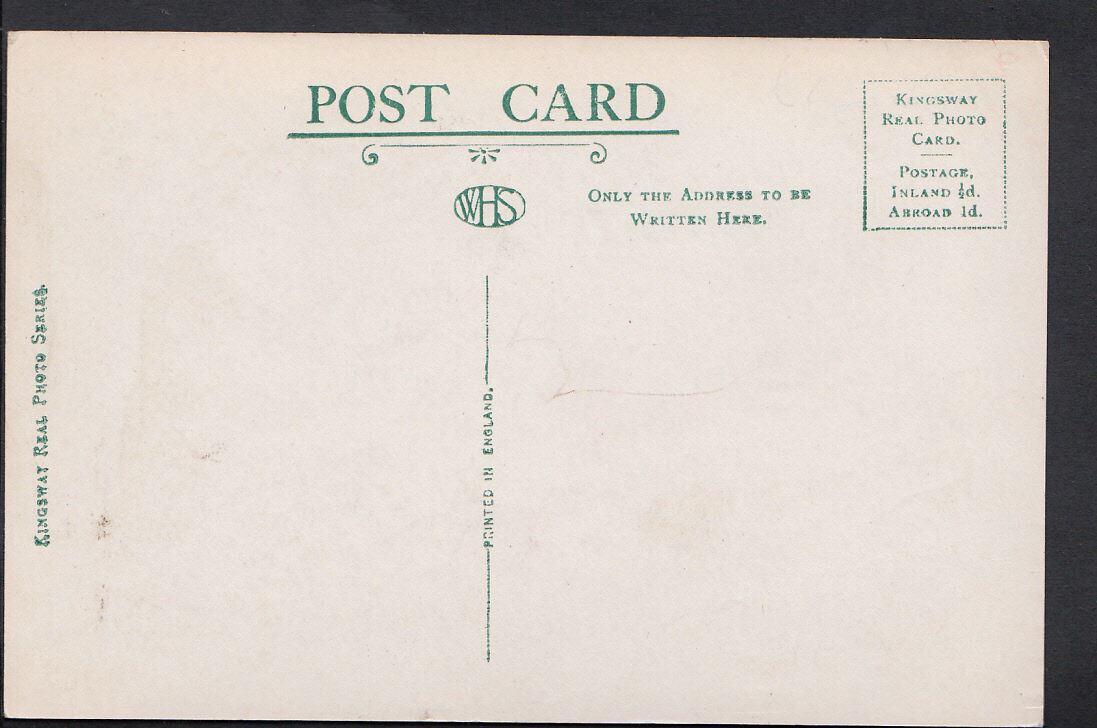 POST CARD
WHS
ONLY THE ADDRESS TO BE
WRITTEN HERE.
KINGSWAY
REAL PHOTO
CARD.
POSTAGE,
INLAND ½d.
ABROAD 1d.
KINGSWAY REAL PHOTO SERIES.
PRINTED IN ENGLAND.